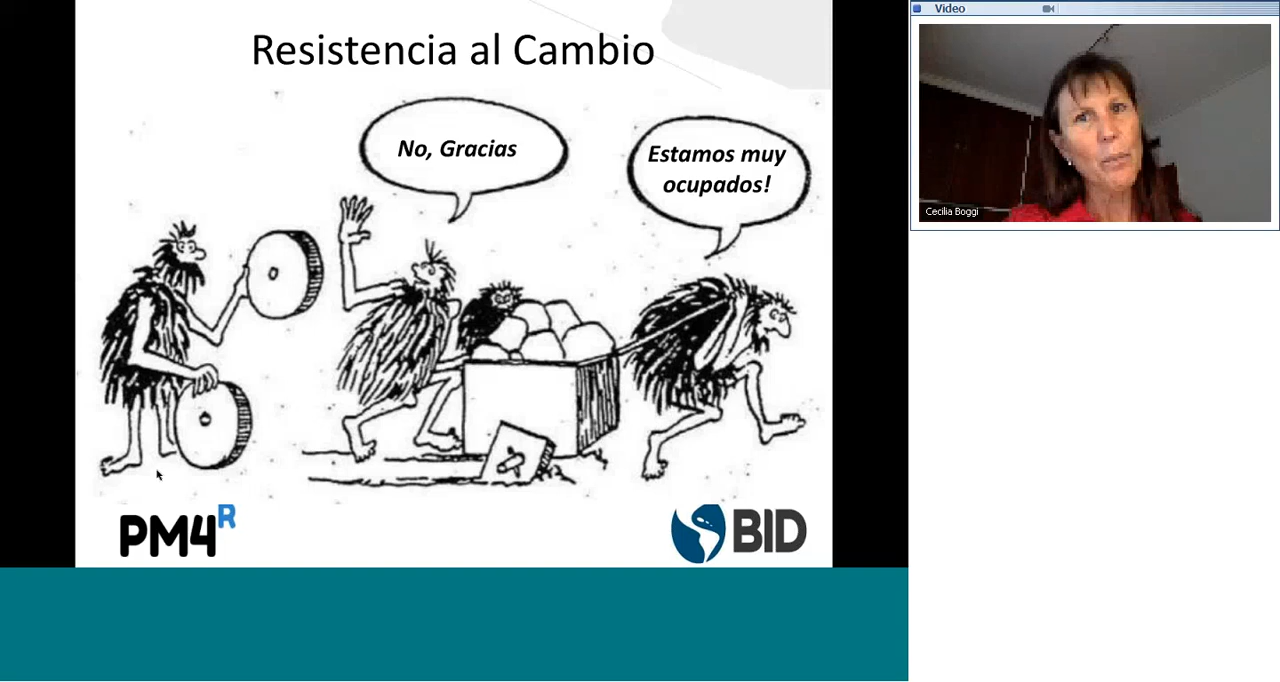 Resistencia al Cambio
No, Gracias
Estamos muy
ocupados!
PM4R
BID
Video
Cecilia Boggi